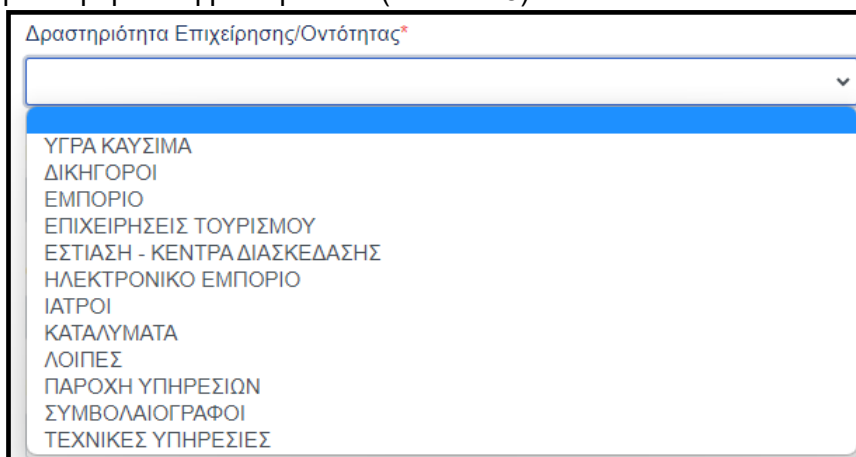 Δραστηριότητα Επιχείρησης/Οντότητας*
ΥΓΡΑ ΚΑΥΣΙΜΑ
ΔΙΚΗΓΟΡΟΙ
ΕΜΠΟΡΙΟ
ΕΠΙΧΕΙΡΗΣΕΙΣ ΤΟΥΡΙΣΜΟΥ
ΕΣΤΙΑΣΗ - ΚΕΝΤΡΑ ΔΙΑΣΚΕΔΑΣΗΣ
ΗΛΕΚΤΡΟΝΙΚΟ ΕΜΠΟΡΙΟ
ΙΑΤΡΟΙ
ΚΑΤΑΛΥΜΑΤΑ
ΛΟΙΠΕΣ
ΠΑΡΟΧΗ ΥΠΗΡΕΣΙΩΝ
ΣΥΜΒΟΛΑΙΟΓΡΑΦΟΙ
ΤΕΧΝΙΚΕΣ ΥΠΗΡΕΣΙΕΣ